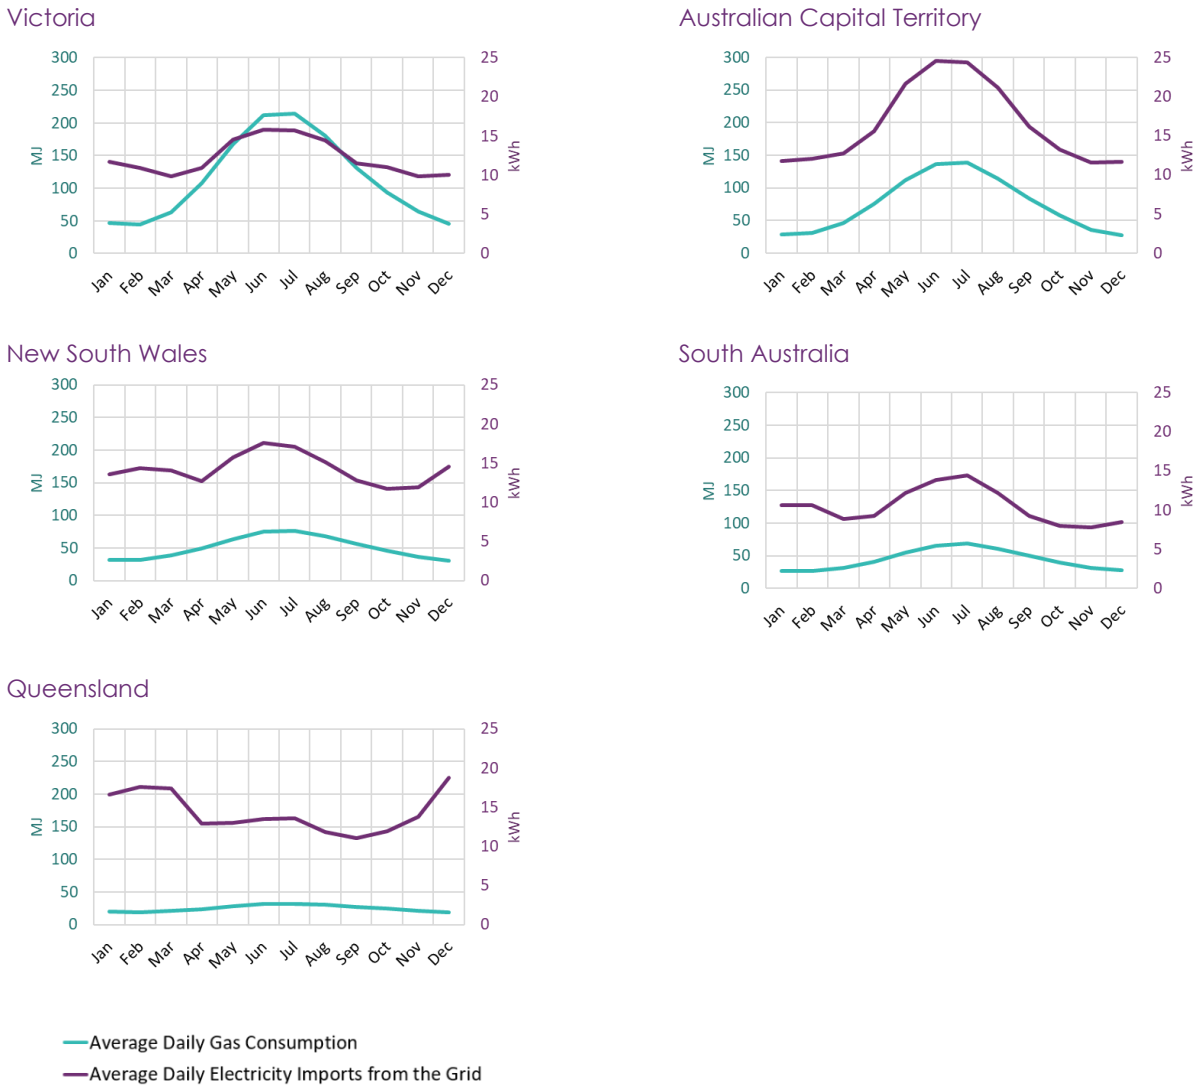 Victoria
300
250
200
150
100
50
0
MJ
25
20
15
10
5
0
kWh
Jan Feb Mar Apr May Jun Jul Aug Sep Oct Nov Dec
Australian Capital Territory
300
250
200
150
100
50
0
MJ
25
20
15
10
5
0
kWh
Jan Feb Mar Apr May Jun Jul Aug Sep Oct Nov Dec
New South Wales
300
250
200
150
100
50
0
MJ
25
20
15
10
5
0
kWh
Jan Feb Mar Apr May Jun Jul Aug Sep Oct Nov Dec
South Australia
300
250
200
150
100
50
0
MJ
25
20
15
10
5
0
kWh
Jan Feb Mar Apr May Jun Jul Aug Sep Oct Nov Dec
Queensland
300
250
200
150
100
50
0
MJ
25
20
15
10
5
0
kWh
Jan Feb Mar Apr May Jun Jul Aug Sep Oct Nov Dec
Average Daily Gas Consumption
Average Daily Electricity Imports from the Grid